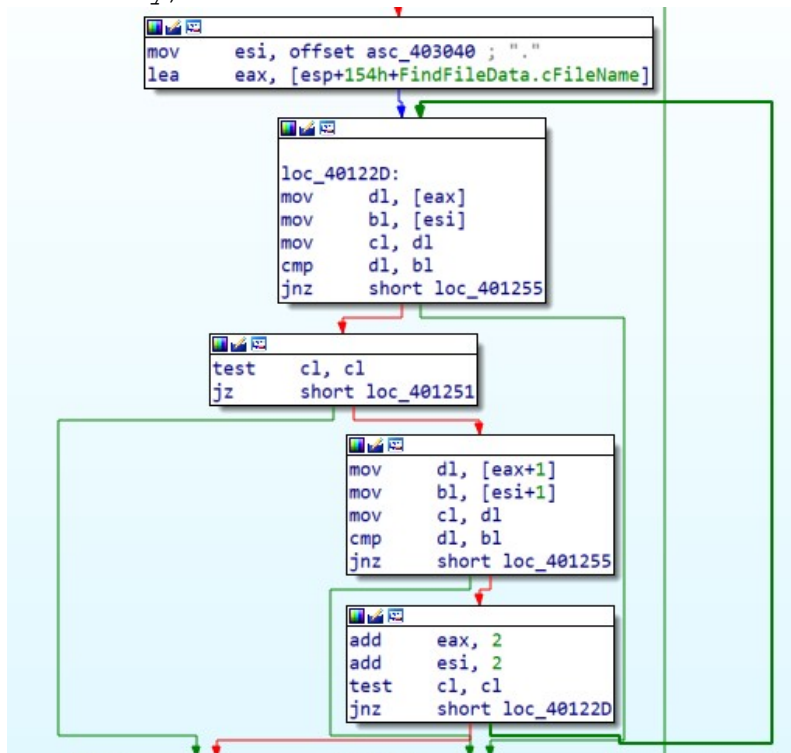 mov     esi, offset asc_403040 ; "."
lea     eax, [esp+154h+FindFileData.cFileName]
loc_40122D:
mov     dl, [eax]
mov     bl, [esi]
mov     cl, dl
cmp     dl, bl
jnz     short loc_401255
test    cl, cl
jz      short loc_401251
mov     dl, [eax+1]
mov     bl, [esi+1]
mov     cl, dl
cmp     dl, bl
jnz     short loc_401255
add     eax, 2
add     esi, 2
test    cl, cl
jnz     short loc_40122D